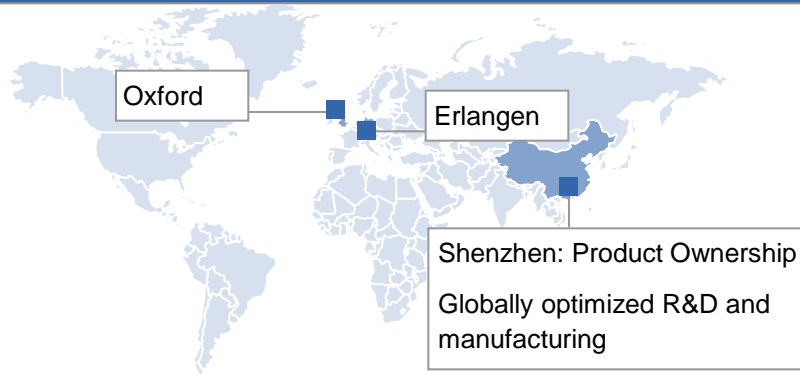 Oxford
Erlangen
Shenzhen: Product Ownership
Globally optimized R&D and
manufacturing